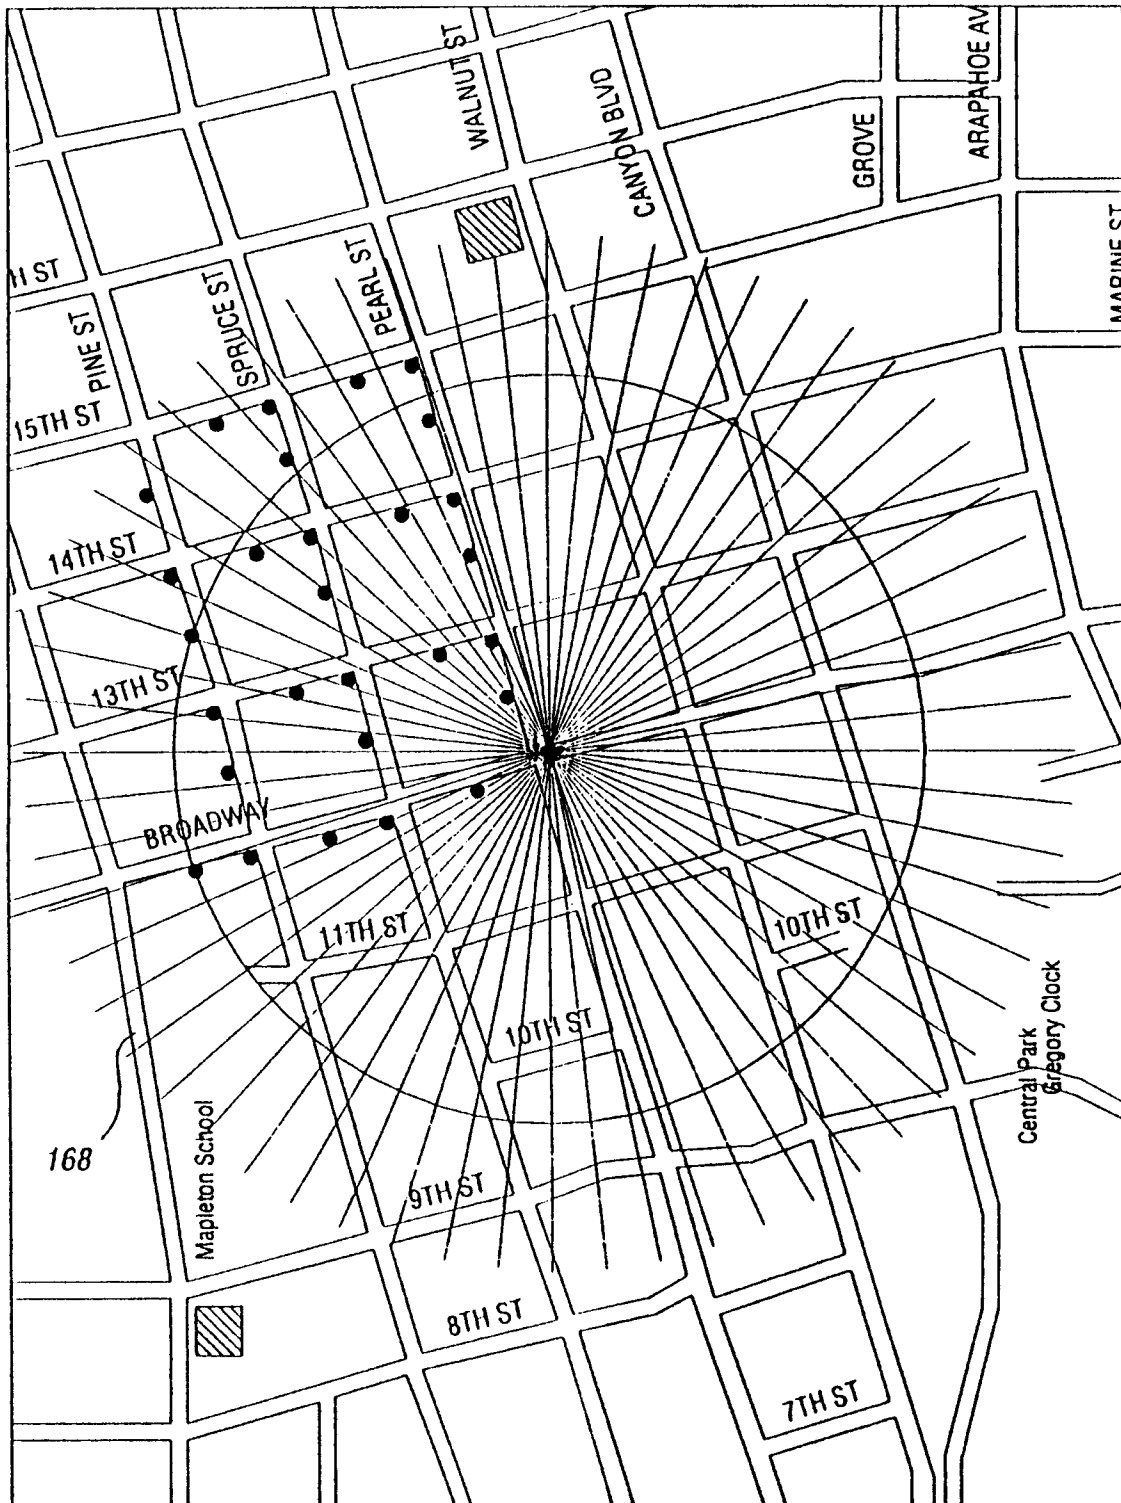 WALNUT ST
CANYON BLVD
GROVE
ARAPAHOE AV
MARINE ST
H ST
PINE ST
SPRUCE ST
PEARL ST
15TH ST
14TH ST
13TH ST
BROADWAY
11TH ST
10TH ST
10TH ST
Central Park
Gregory Clock
168
Mapleton School
9TH ST
8TH ST
7TH ST